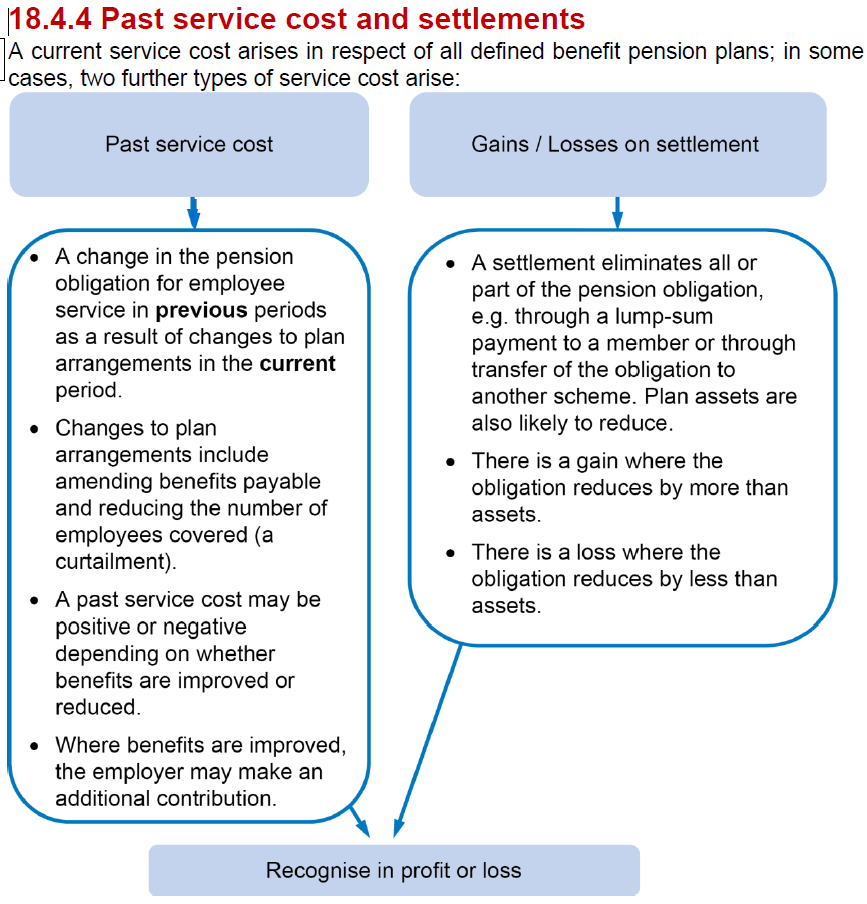 18.4.4 Past service cost and settlements
A current service cost arises in respect of all defined benefit pension plans; in some
cases, two further types of service cost arise:
Past service cost
Gains / Losses on settlement
• A change in the pension
obligation for employee
service in previous periods
as a result of changes to plan
arrangements in the current
period.
• Changes to plan
arrangements include
amending benefits payable
and reducing the number of
employees covered (a
curtailment).
• A past service cost may be
positive or negative
depending on whether
benefits are improved or
reduced.
• Where benefits are improved,
the employer may make an
additional contribution.
• A settlement eliminates all or
part of the pension obligation,
e.g. through a lump-sum
payment to a member or through
transfer of the obligation to
another scheme. Plan assets are
also likely to reduce.
• There is a gain where the
obligation reduces by more than
assets.
• There is a loss where the
obligation reduces by less than
assets.
Recognise in profit or loss